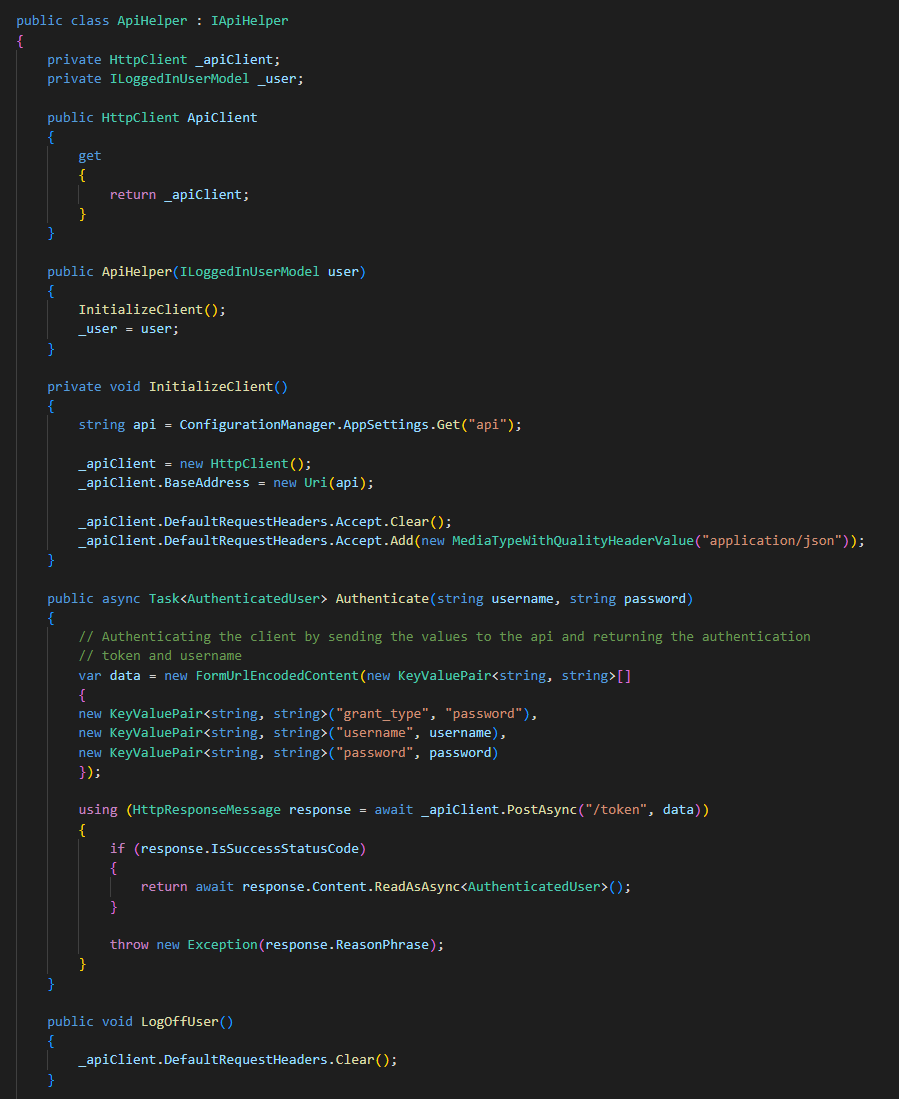 public class ApiHelper : IApiHelper
{
    private HttpClient _apiClient;
    private ILoggedInUserModel _user;

    public HttpClient ApiClient
    {
        get
        {
            return _apiClient;
        }
    }

    public ApiHelper(ILoggedInUserModel user)
    {
        InitializeClient();
        _user = user;
    }

    private void InitializeClient()
    {
        string api = ConfigurationManager.AppSettings.Get("api");

        _apiClient = new HttpClient();
        _apiClient.BaseAddress = new Uri(api);

        _apiClient.DefaultRequestHeaders.Accept.Clear();
        _apiClient.DefaultRequestHeaders.Accept.Add(new MediaTypeWithQualityHeaderValue("application/json"));
    }

    public async Task<AuthenticatedUser> Authenticate(string username, string password)
    {
        // Authenticating the client by sending the values to the api and returning the authentication
        // token and username
        var data = new FormUrlEncodedContent(new KeyValuePair<string, string>[]
        {
        new KeyValuePair<string, string>("grant_type", "password"),
        new KeyValuePair<string, string>("username", username),
        new KeyValuePair<string, string>("password", password)
        });

        using (HttpResponseMessage response = await _apiClient.PostAsync("/token", data))
        {
            if (response.IsSuccessStatusCode)
            {
                return await response.Content.ReadAsAsync<AuthenticatedUser>();
            }

            throw new Exception(response.ReasonPhrase);
        }
    }

    public void LogOffUser()
    {
        _apiClient.DefaultRequestHeaders.Clear();
    }